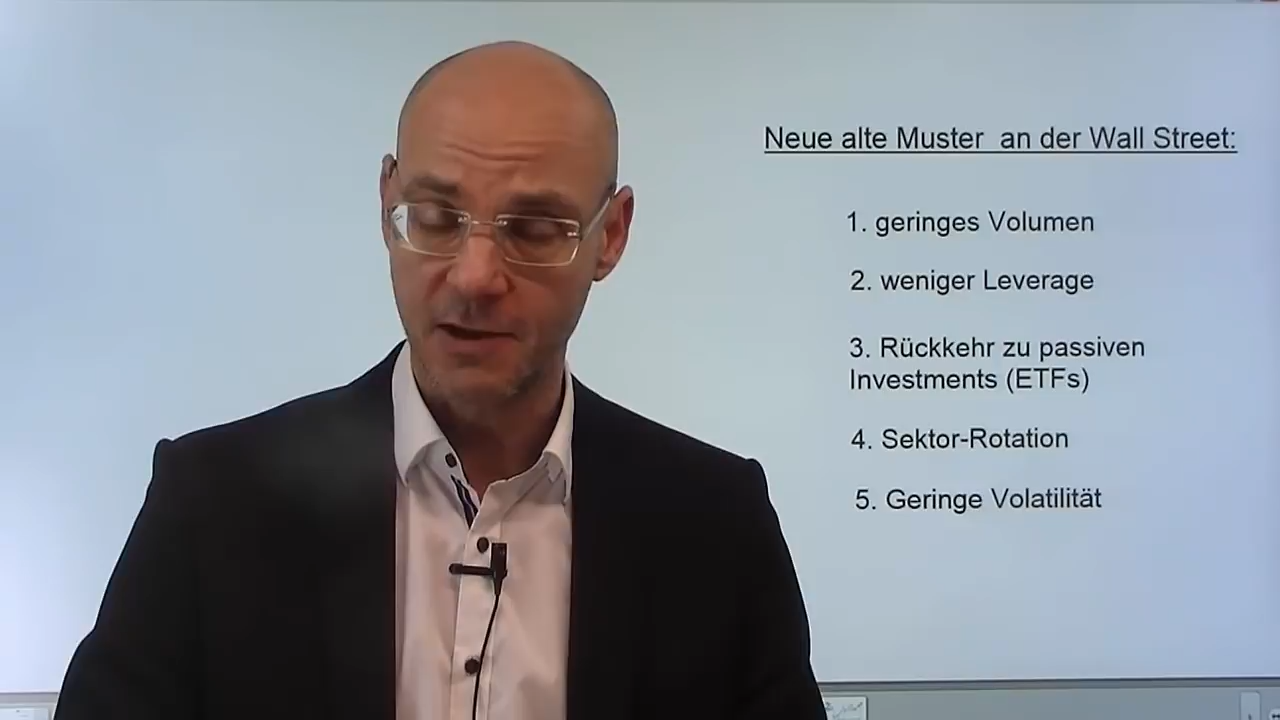 Neue alte Muster an der Wall Street:
1. geringes Volumen
2. weniger Leverage
3. Rückkehr zu passiven
Investments (ETFs)
4. Sektor-Rotation
5. Geringe Volatilität